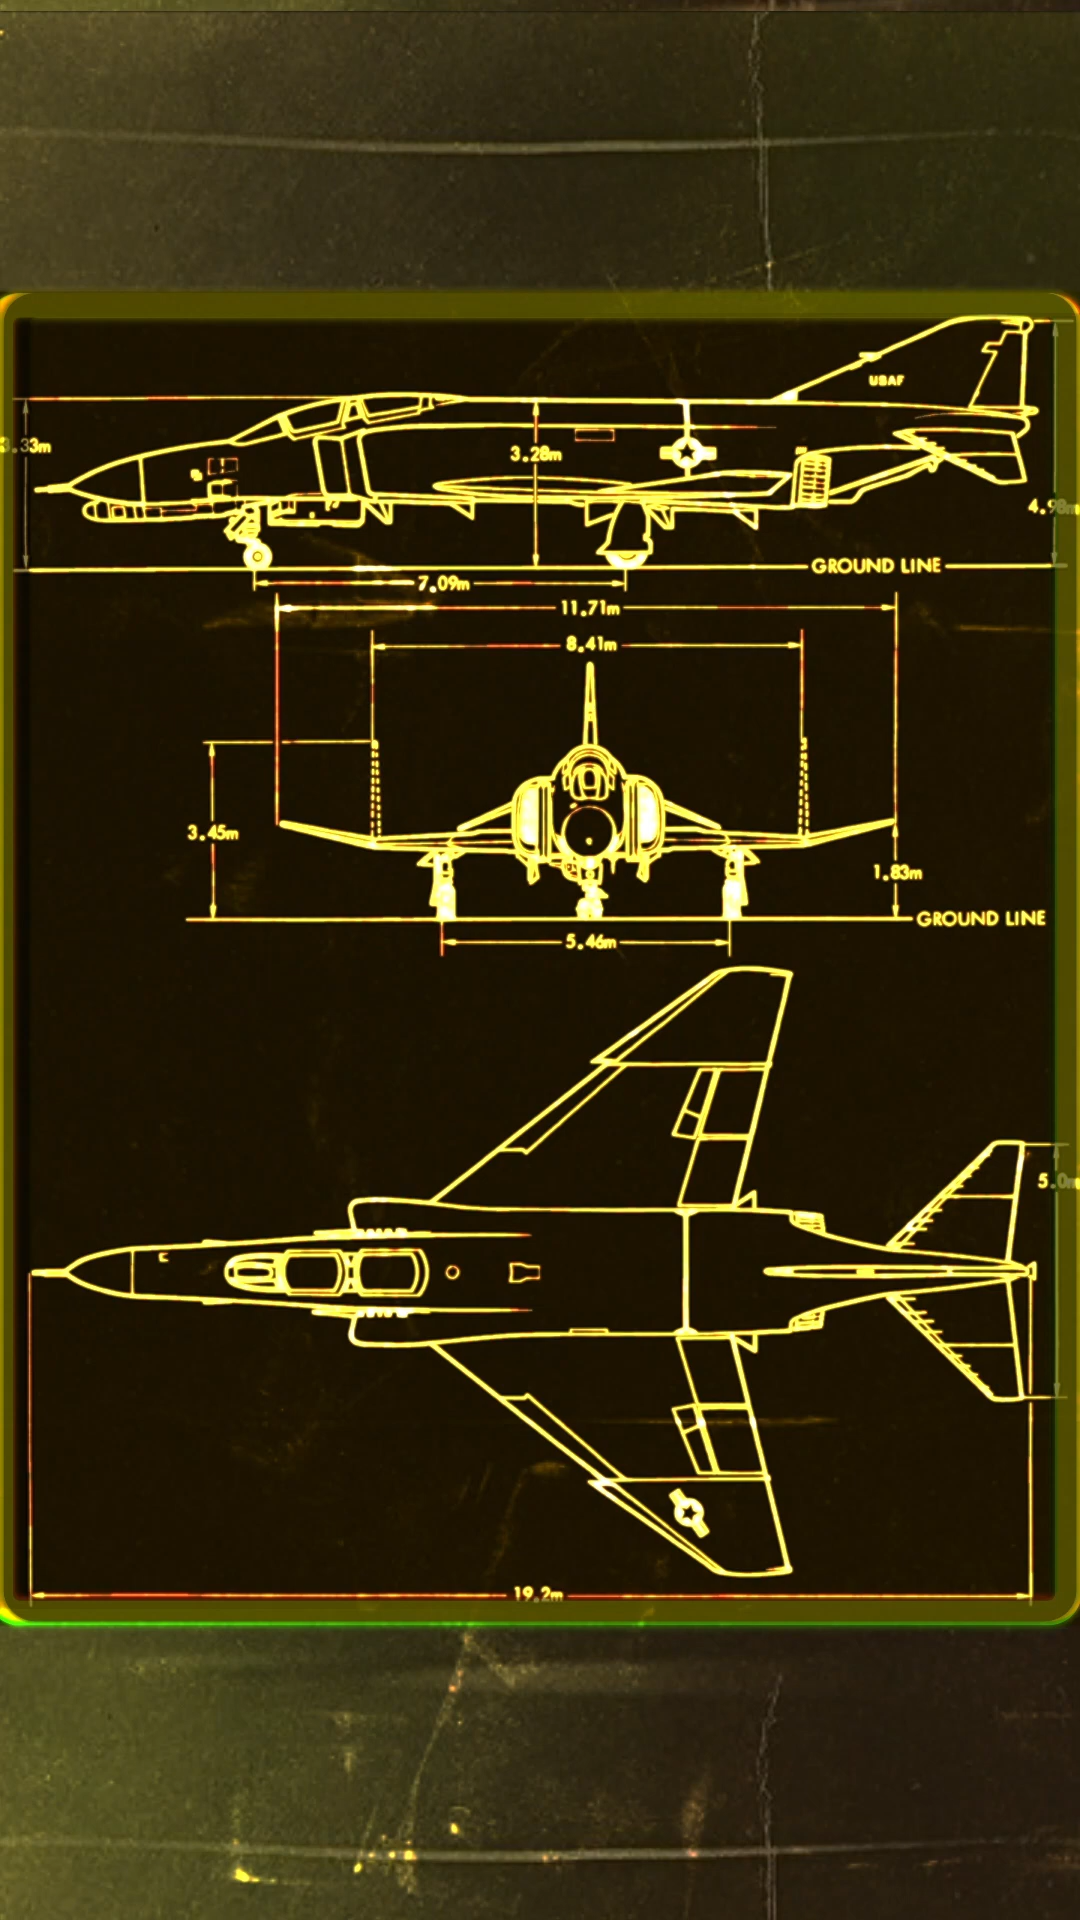 USAF
3.33m
3.28m
4.98m
GROUND LINE
7.09m
11.71m
8.41m
3.45m
1.83m
GROUND LINE
5.46m
5.0m
19.2m